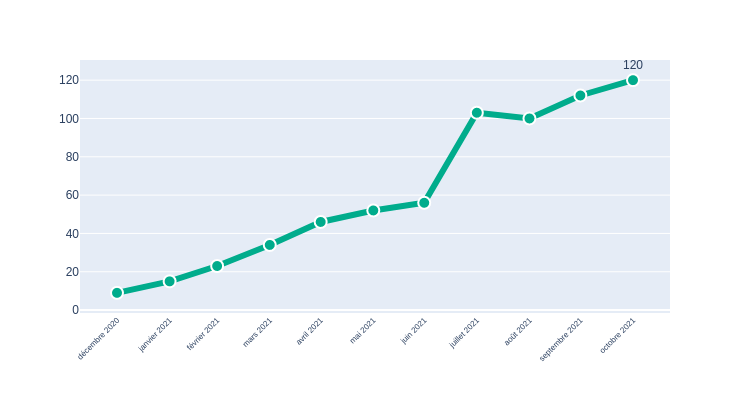 120
120
100
80
60
40
20
0
décembre 2020
janvier 2021
février 2021
mars 2021
avril 2021
mai 2021
juin 2021
juillet 2021
août 2021
septembre 2021
octobre 2021